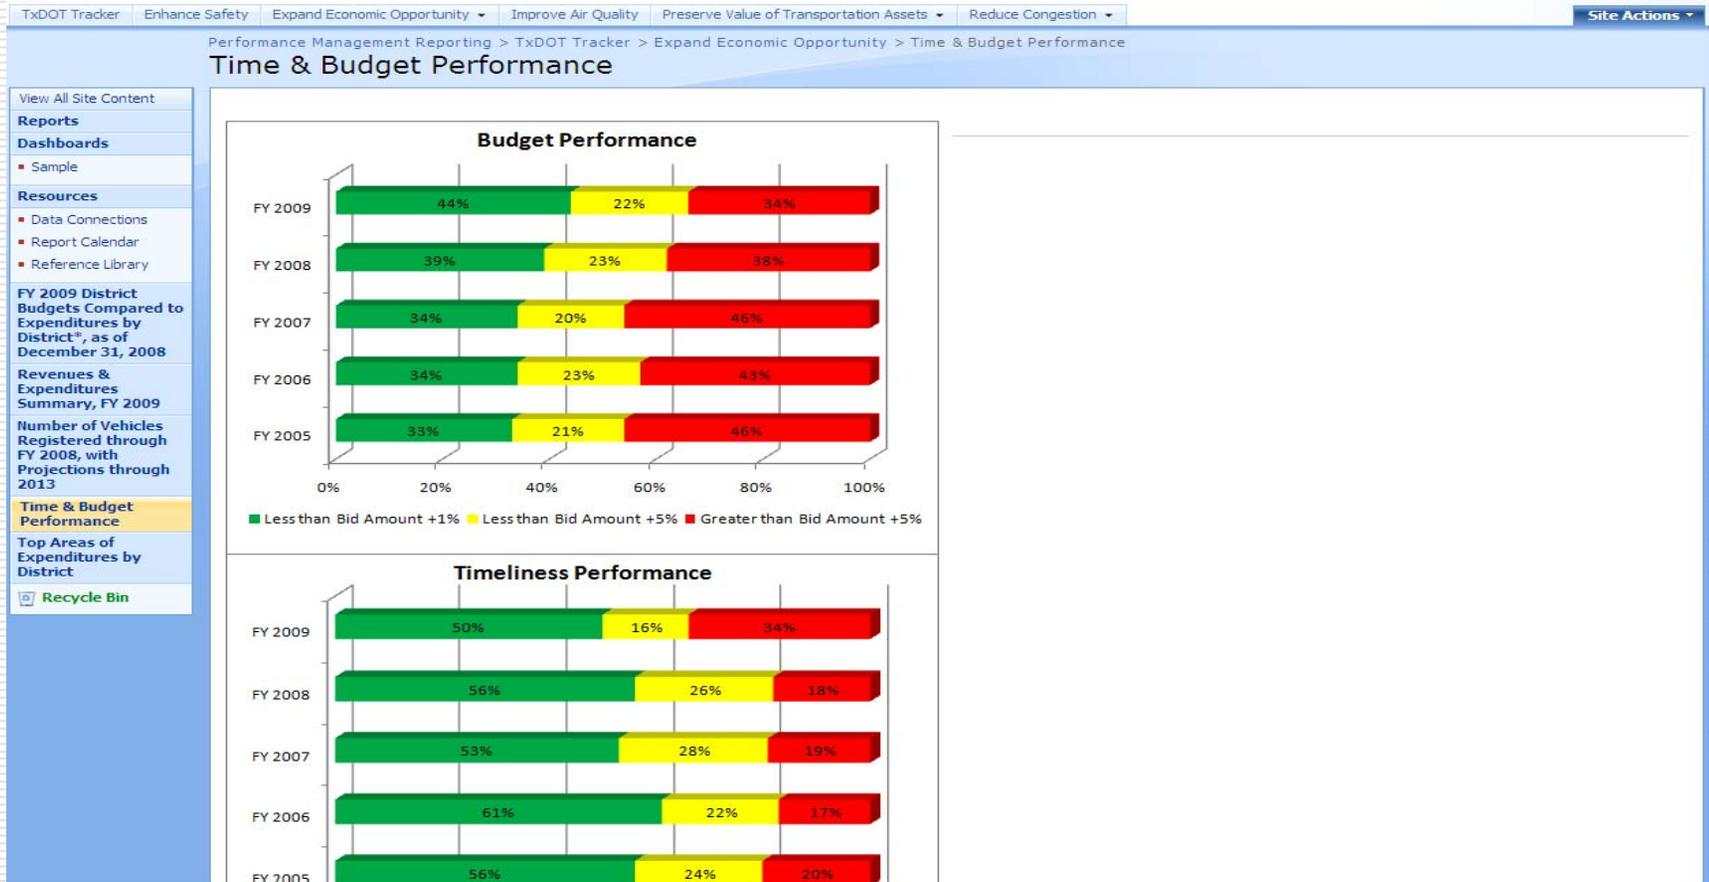 TxDOT Tracker Enhance Safety Expand Economic Opportunity Improve Air Quality Preserve Value of Transportation Assets Reduce Congestion Site Actions
Performance Management Reporting > TxDOT Tracker > Expand Economic Opportunity > Time & Budget Performance
Time & Budget Performance
View All Site Content
Reports
Dashboards
Sample
Resources
Data Connections
Report Calendar
Reference Library
FY 2009 District
Budgets Compared to
Expenditures by
District*, as of
December 31, 2008
Revenues &
Expenditures
Summary, FY 2009
Number of Vehicles
Registered through
FY 2008, with
Projections through
2013
Time & Budget
Performance
Top Areas of
Expenditures by
District
Recycle Bin
Budget Performance
FY 2009 44% 22% 34%
FY 2008 39% 23% 38%
FY 2007 34% 20% 46%
FY 2006 34% 23% 43%
FY 2005 33% 21% 46%
0% 20% 40% 60% 80% 100%
Less than Bid Amount +1% Less than Bid Amount +5% Greater than Bid Amount +5%
Timeliness Performance
FY 2009 50% 16% 34%
FY 2008 56% 26% 18%
FY 2007 53% 28% 19%
FY 2006 61% 22% 17%
FY 2005 56% 24% 20%